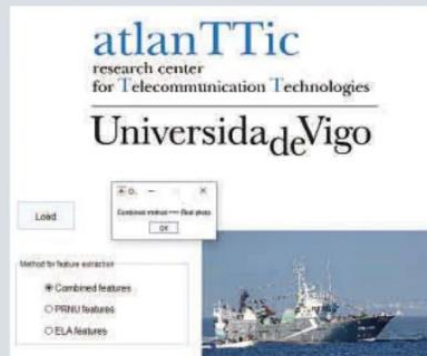 atlanTTic
research center
for Telecommunication Technologies
UniversidadeVigo
Load
Combined method ==> Real photo
OK
Method for feature extraction
Combined features
PRNU features
ELA features